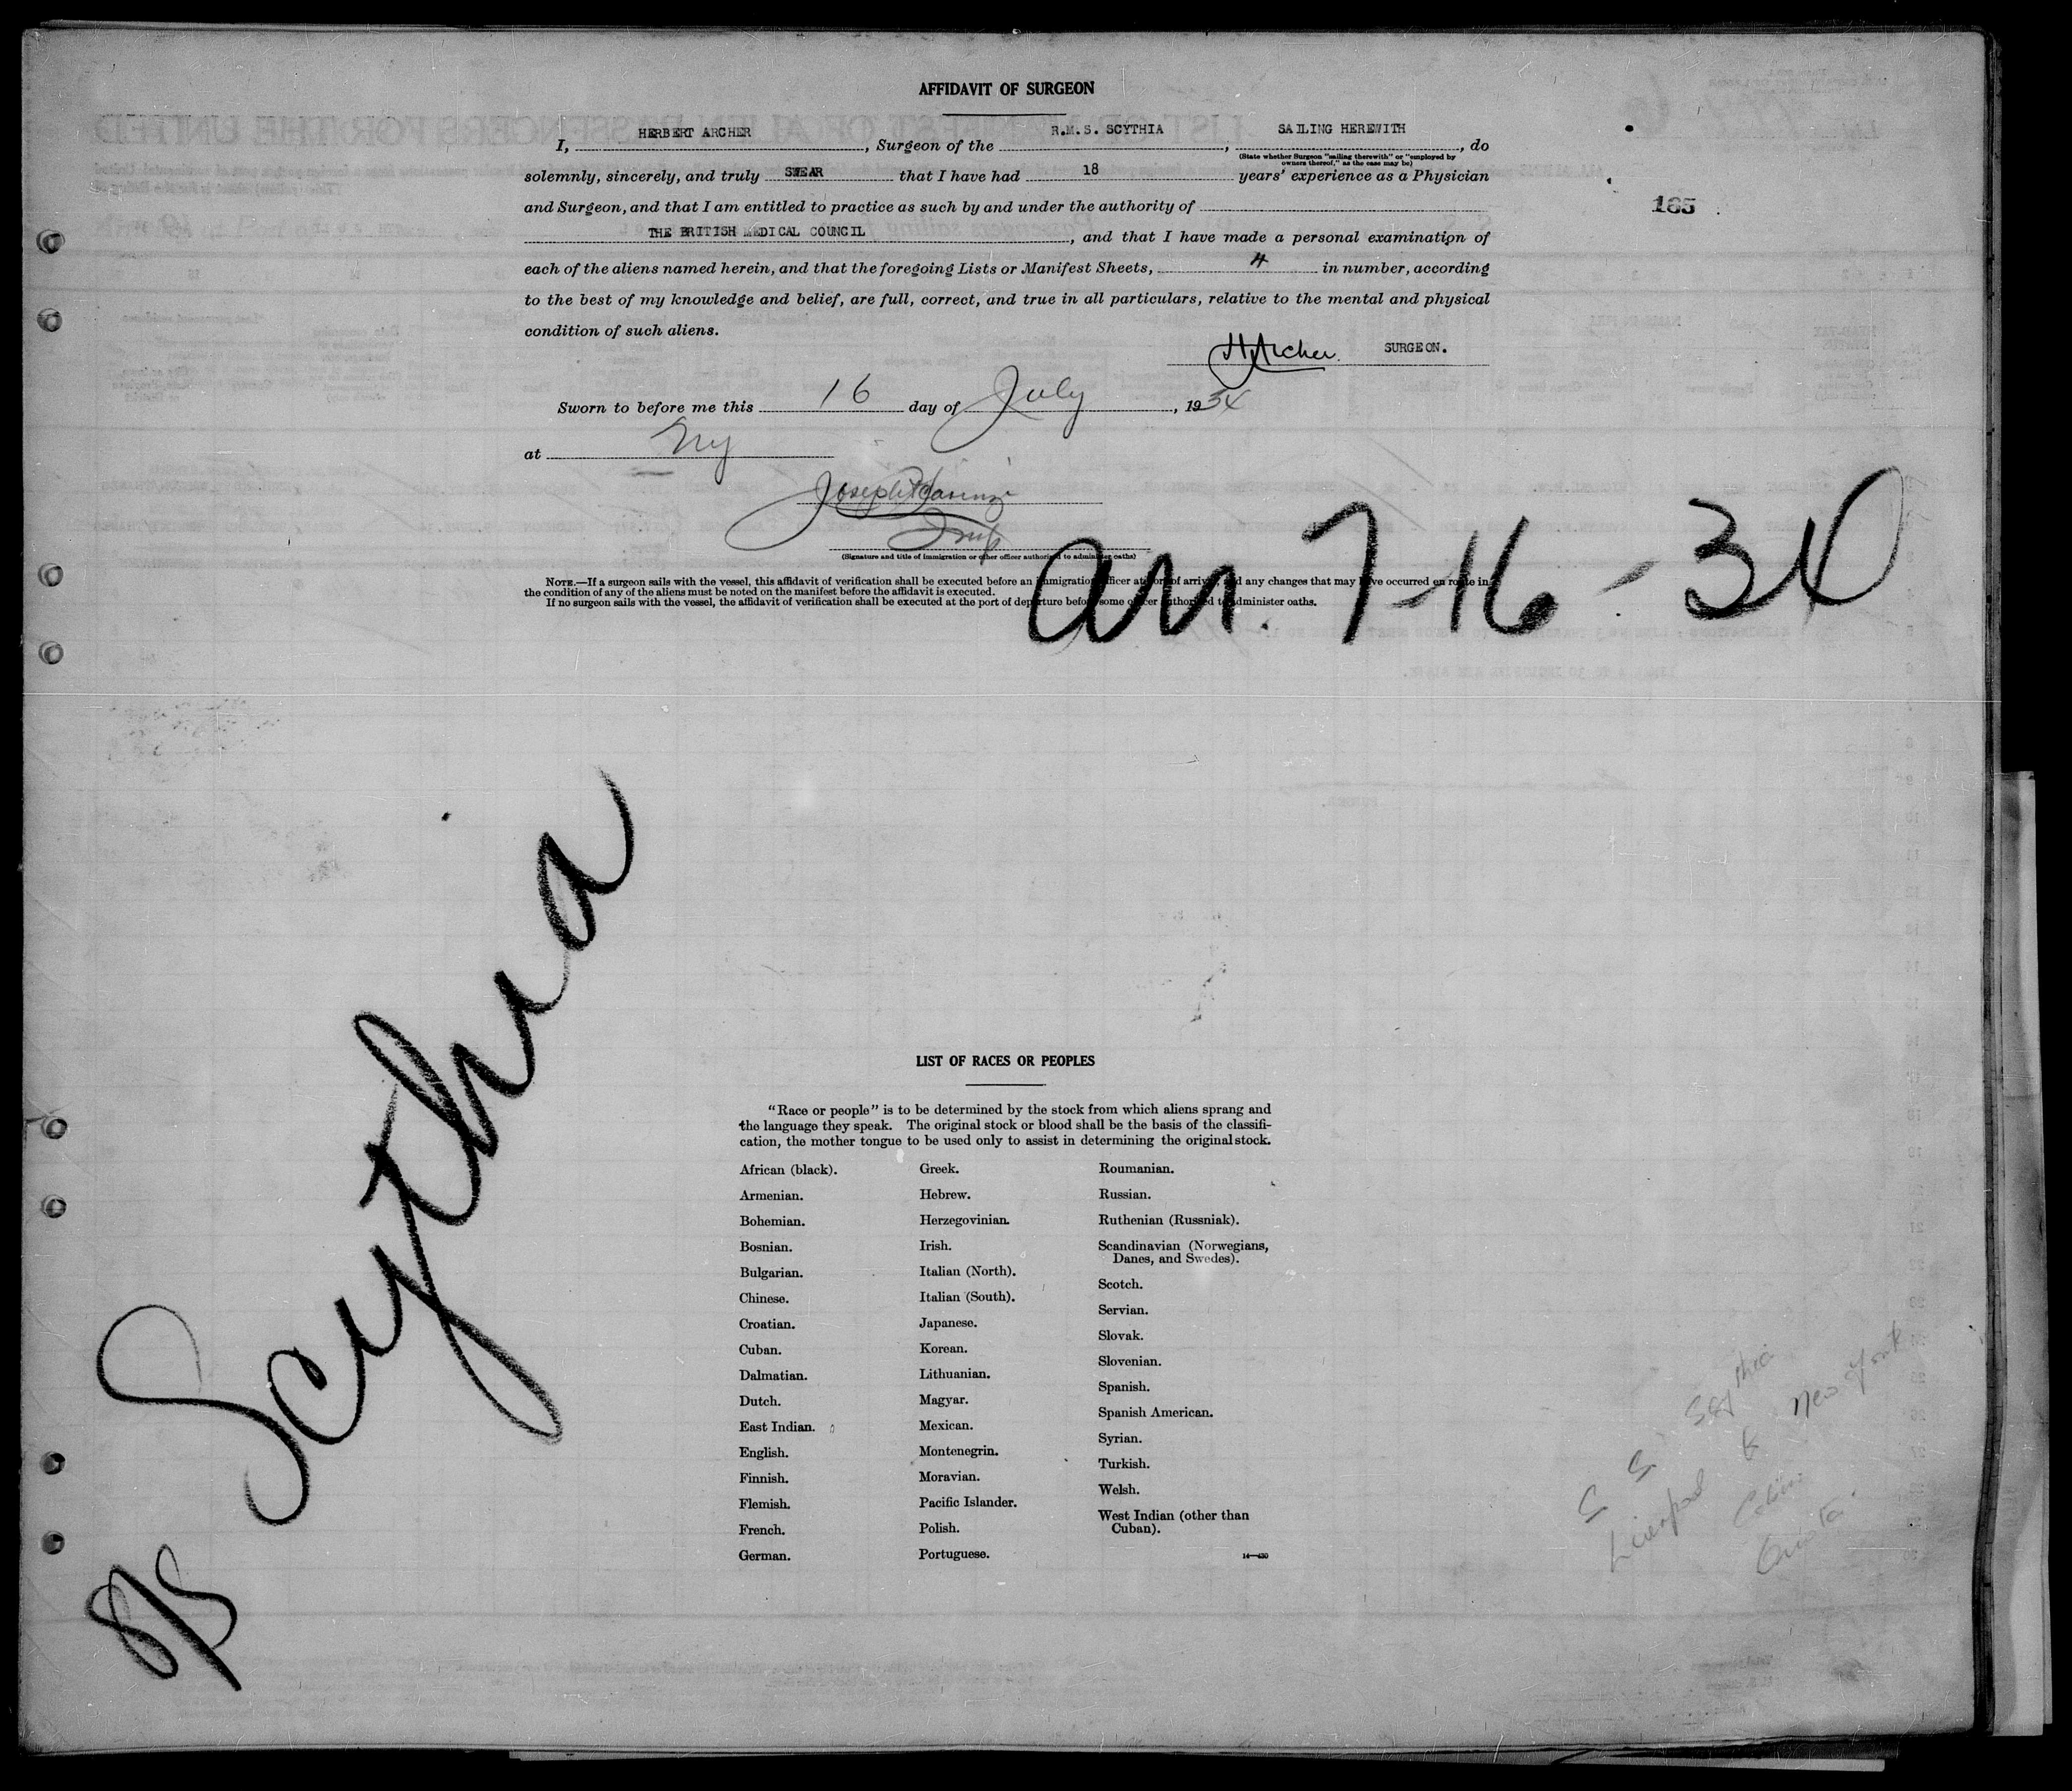 AFFIDAVIT OF SURGEON
I, HERBERT ARCHER, Surgeon of the R.M.S. SCYTHIA, SAILING HEREWITH, do
(State whether Surgeon "sailing therewith" or "employed by
owners thereof," as the case may be)
solemnly, sincerely, and truly SWEAR that I have had 18 years' experience as a Physician
165
and Surgeon, and that I am entitled to practice as such by and under the authority of
THE BRITISH MEDICAL COUNCIL, and that I have made a personal examination of
each of the aliens named herein, and that the foregoing Lists or Manifest Sheets, 4 in number, according
to the best of my knowledge and belief, are full, correct, and true in all particulars, relative to the mental and physical
condition of such aliens.
HArcher. SURGEON.
Sworn to before me this 16 day of July, 1934
at NY
Joseph
Insp
(Signature and title of immigration or other officer authorized to administer oaths)
NOTE.—If a surgeon sails with the vessel, this affidavit of verification shall be executed before an immigration officer at port of arrival, and any changes that may have occurred en route in
the condition of any of the aliens must be noted on the manifest before the affidavit is executed.
If no surgeon sails with the vessel, the affidavit of verification shall be executed at the port of departure before some officer authorized to administer oaths.
arr. 7-16-34
S/S Scythia
LIST OF RACES OR PEOPLES
"Race or people" is to be determined by the stock from which aliens sprang and
the language they speak. The original stock or blood shall be the basis of the classifi-
cation, the mother tongue to be used only to assist in determining the original stock.
African (black).
Armenian.
Bohemian.
Bosnian.
Bulgarian.
Chinese.
Croatian.
Cuban.
Dalmatian.
Dutch.
East Indian.
English.
Finnish.
Flemish.
French.
German.
Greek.
Hebrew.
Herzegovinian.
Irish.
Italian (North).
Italian (South).
Japanese.
Korean.
Lithuanian.
Magyar.
Mexican.
Montenegrin.
Moravian.
Pacific Islander.
Polish.
Portuguese.
Roumanian.
Russian.
Ruthenian (Russniak).
Scandinavian (Norwegians,
Danes, and Swedes).
Scotch.
Servian.
Slovak.
Slovenian.
Spanish.
Spanish American.
Syrian.
Turkish.
Welsh.
West Indian (other than
Cuban).
14—430
S S Scythia
Liverpool to New York
Cabin